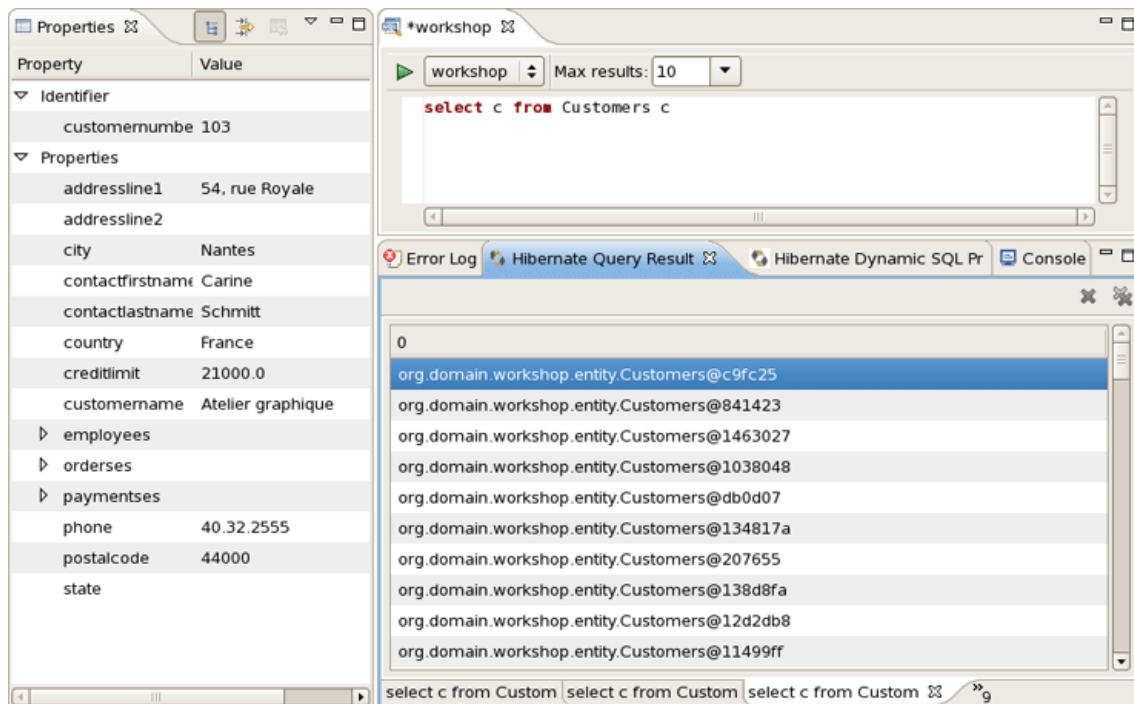 Properties
Property Value
Identifier
customernumbe 103
Properties
addressline1 54, rue Royale
addressline2
city Nantes
contactfirstname Carine
contactlastname Schmitt
country France
creditlimit 21000.0
customername Atelier graphique
employees
orderses
paymentses
phone 40.32.2555
postalcode 44000
state
*workshop
workshop Max results: 10
select c from Customers c
Error Log Hibernate Query Result Hibernate Dynamic SQL Pr Console
0
org.domain.workshop.entity.Customers@c9fc25
org.domain.workshop.entity.Customers@841423
org.domain.workshop.entity.Customers@1463027
org.domain.workshop.entity.Customers@1038048
org.domain.workshop.entity.Customers@db0d07
org.domain.workshop.entity.Customers@134817a
org.domain.workshop.entity.Customers@207655
org.domain.workshop.entity.Customers@138d8fa
org.domain.workshop.entity.Customers@12d2db8
org.domain.workshop.entity.Customers@11499ff
select c from Custom select c from Custom select c from Custom »9